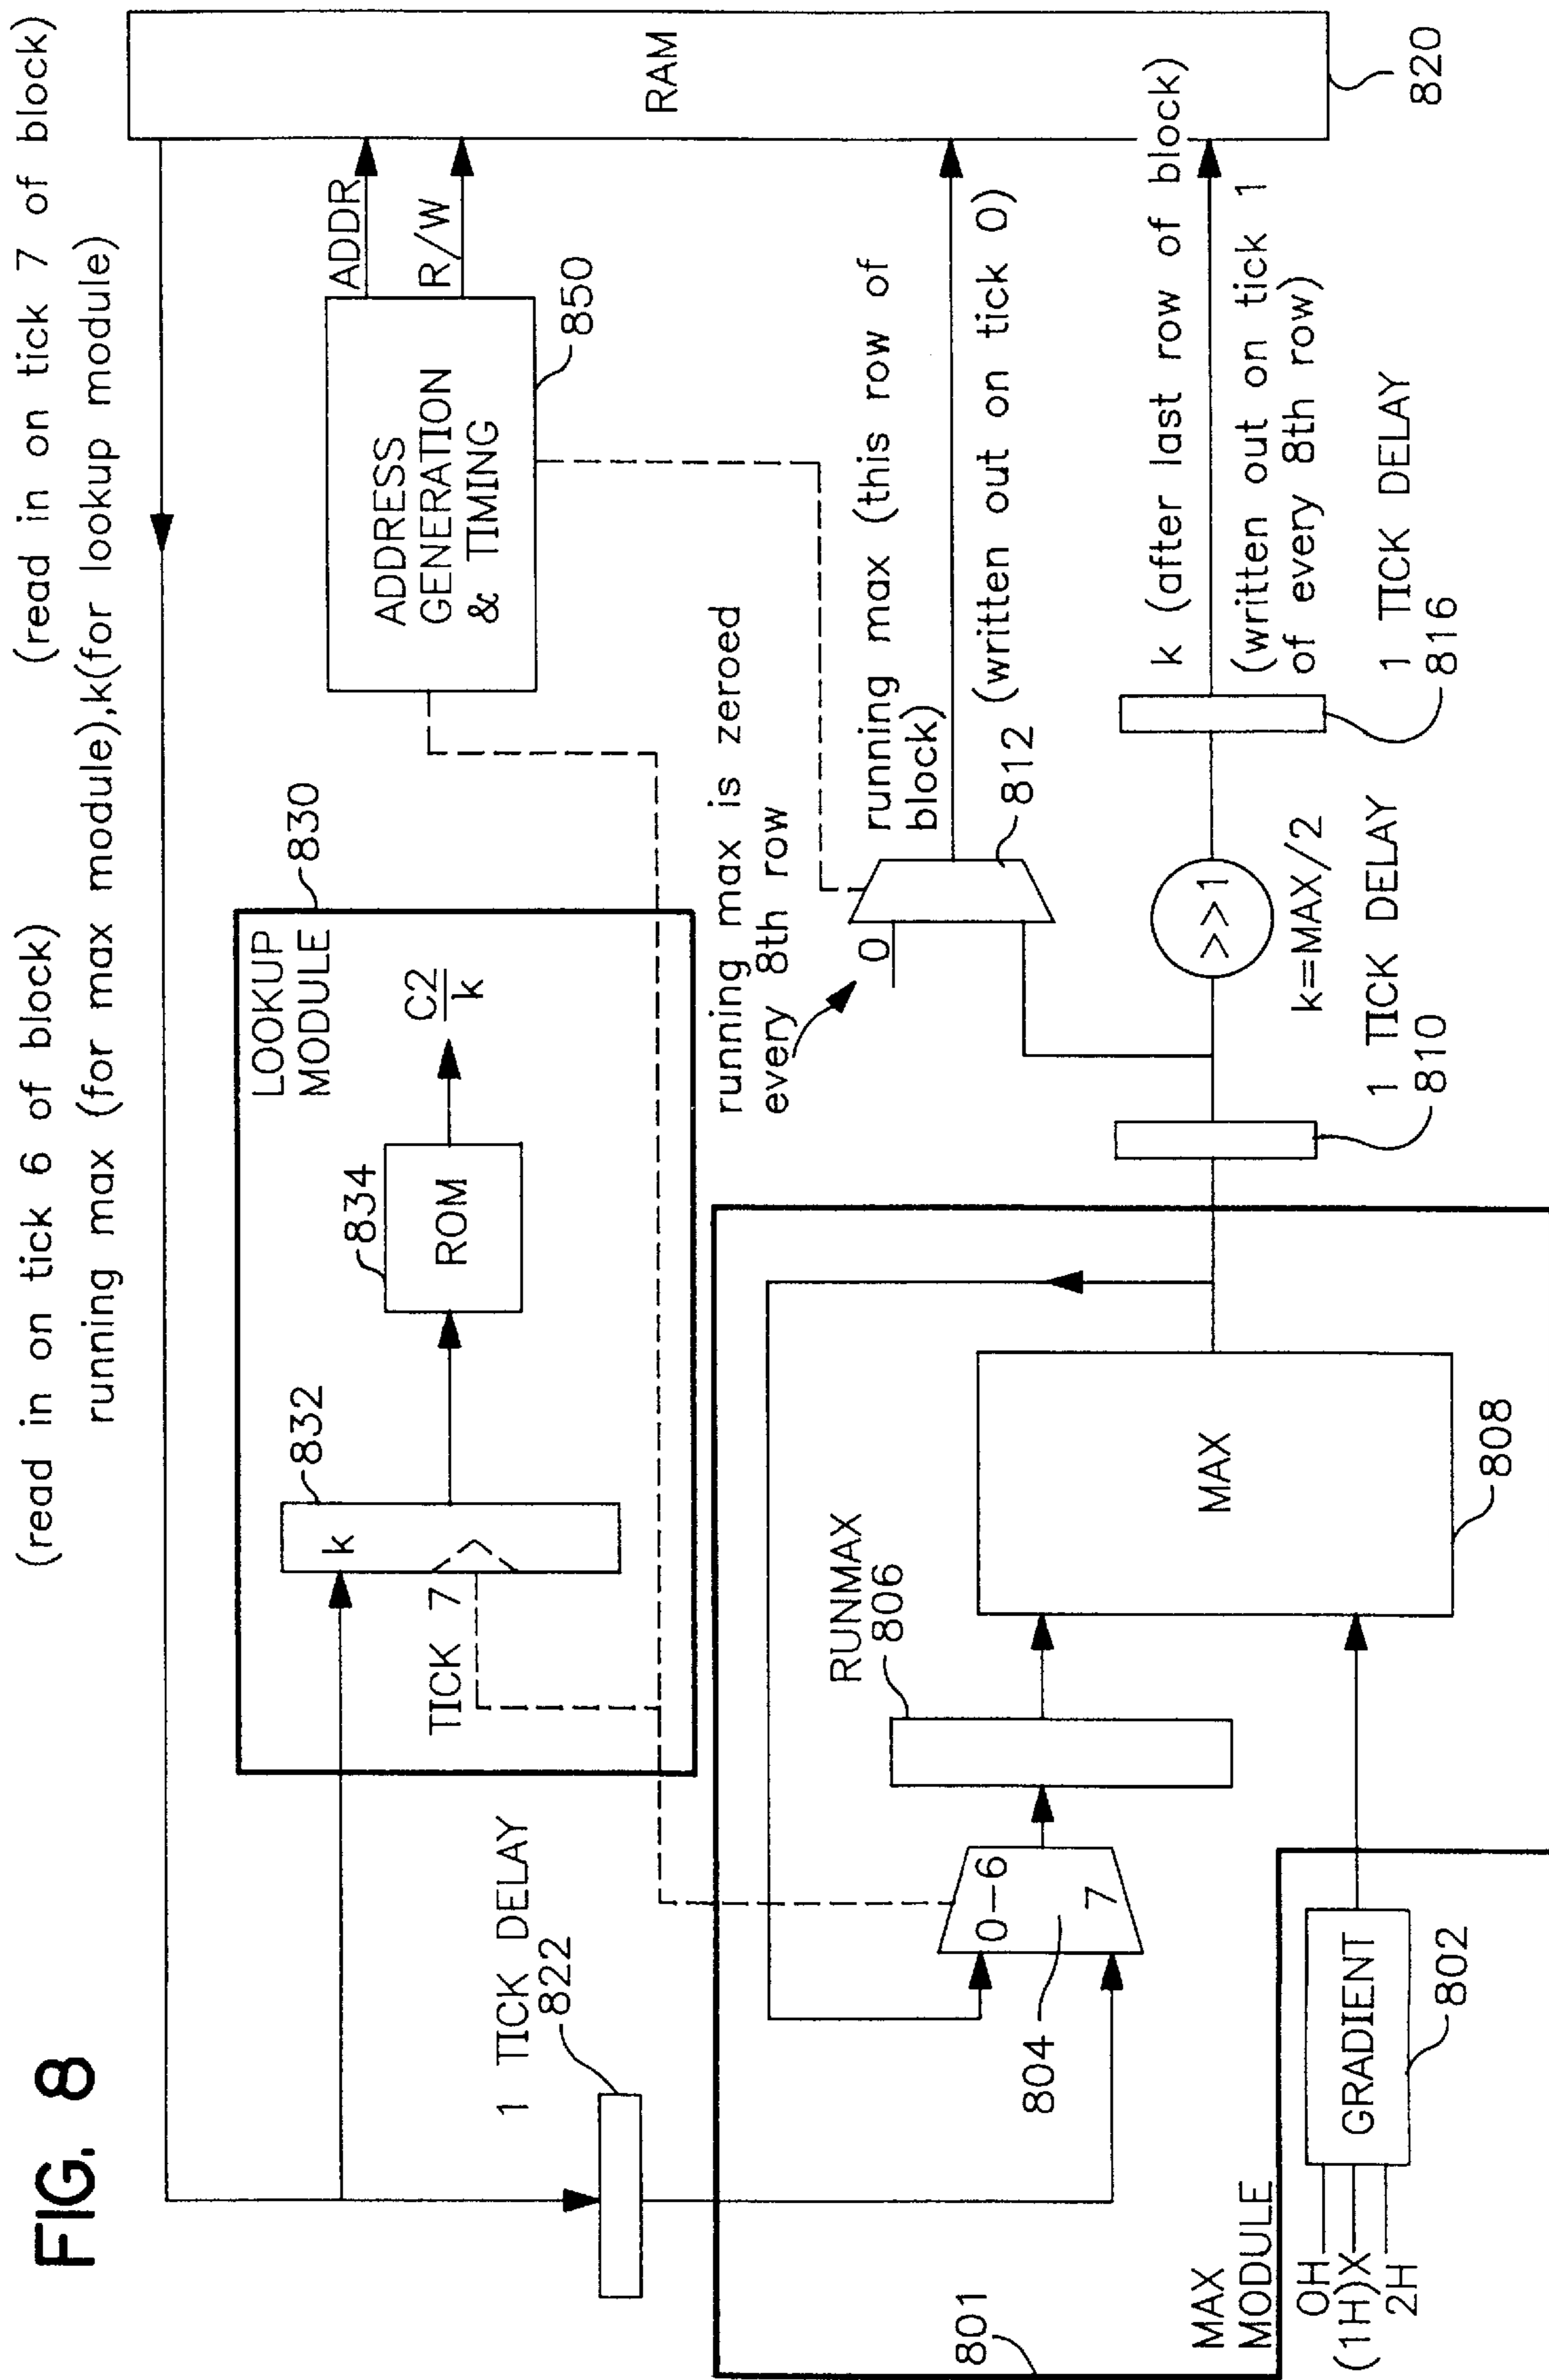 FIG. 8
(read in on tick 6 of block)
(read in on tick 7 of block)
running max (for max module),k(for lookup module)
1 TICK DELAY
822
LOOKUP
MODULE
830
k
832
TICK 7
834
ROM
C2
k
ADDRESS
GENERATION
& TIMING
850
ADDR
R/W
RAM
820
running max is zeroed
every 8th row
0
812
running max (this row of
block)
(written out on tick 0)
k (after last row of block)
(written out on tick 1
of every 8th row)
>>1
k=MAX/2
1 TICK DELAY
810
1 TICK DELAY
816
RUNMAX
806
0-6
7
804
MAX
808
MAX
MODULE
801
0H
(1H)X
2H
GRADIENT
802